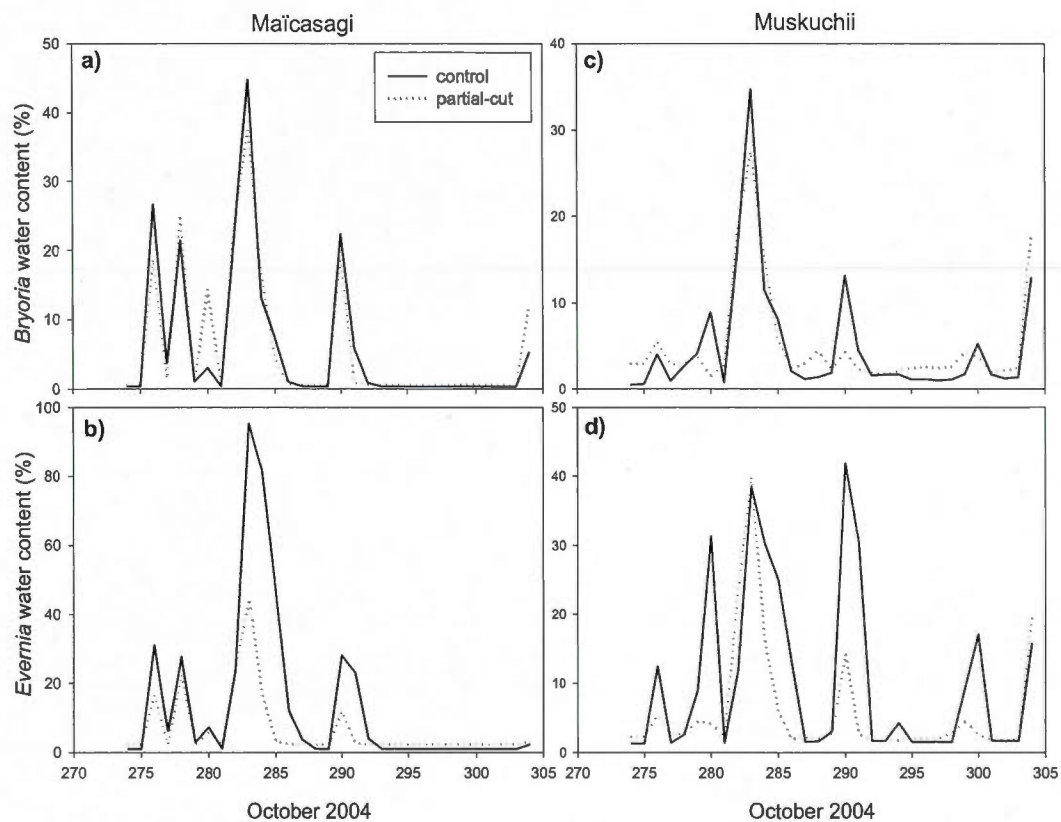 Maïcasagi
Muskuchii
a)
control
partial-cut
50
40
30
20
10
0
Bryoria water content (%)
c)
40
30
20
10
0
b)
100
80
60
40
20
0
Evernia water content (%)
270 275 280 285 290 295 300 305
October 2004
d)
50
40
30
20
10
0
270 275 280 285 290 295 300 305
October 2004